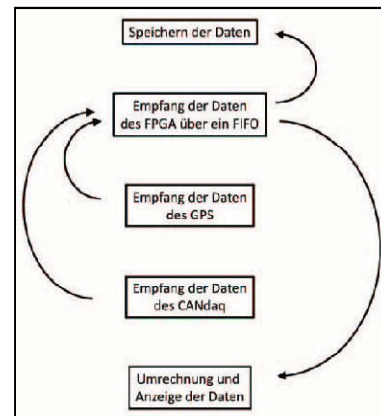 Speichern der Daten
Empfang der Daten
des FPGA über ein FIFO
Empfang der Daten
des GPS
Empfang der Daten
des CANdaq
Umrechnung und
Anzeige der Daten